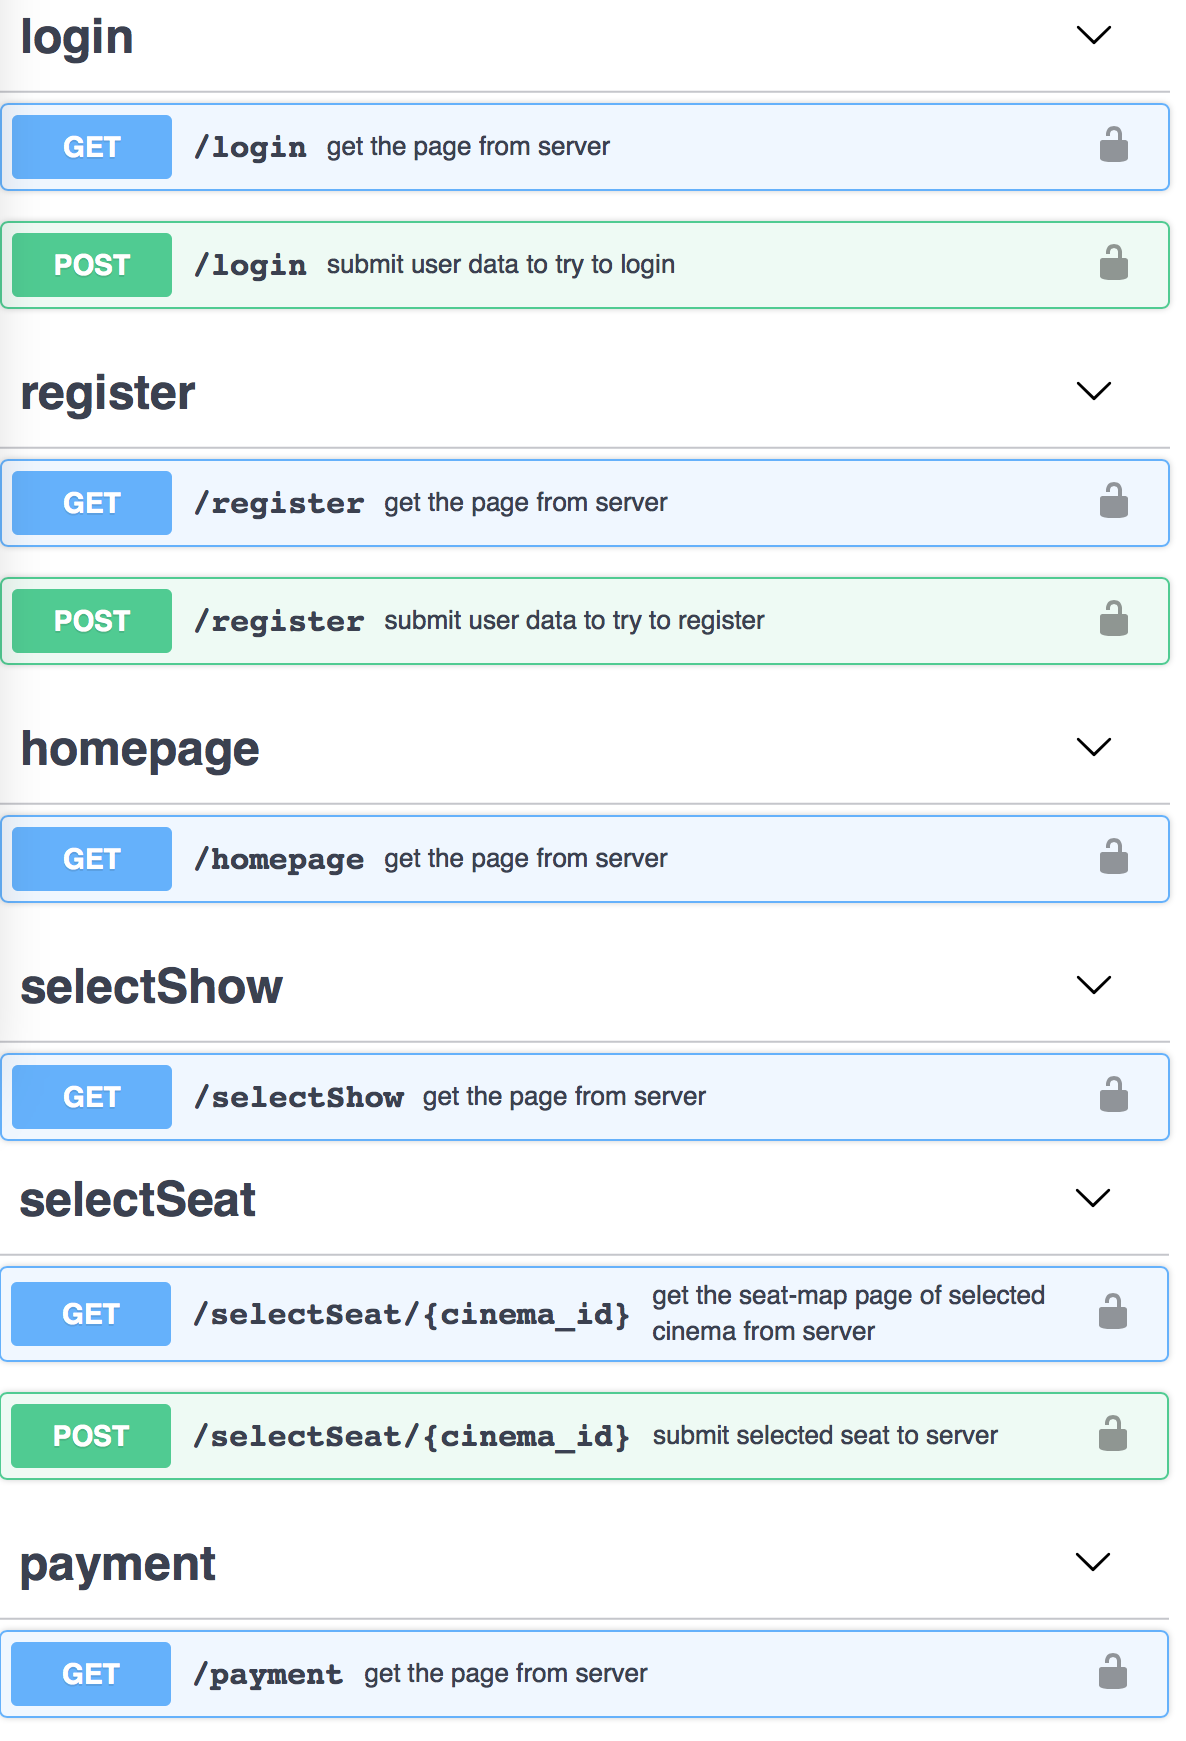 login
GET /login get the page from server
POST /login submit user data to try to login
register
GET /register get the page from server
POST /register submit user data to try to register
homepage
GET /homepage get the page from server
selectShow
GET /selectShow get the page from server
selectSeat
GET /selectSeat/{cinema_id} get the seat-map page of selected
cinema from server
POST /selectSeat/{cinema_id} submit selected seat to server
payment
GET /payment get the page from server